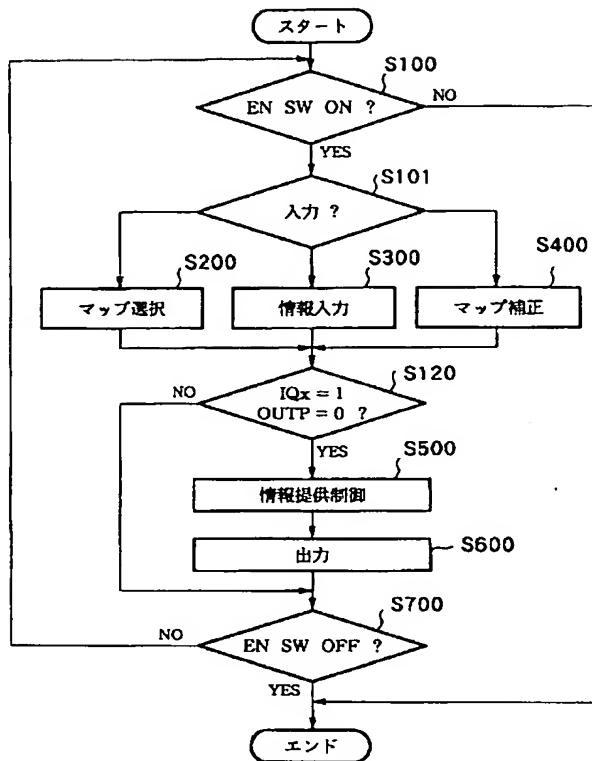 スタート
S100
EN SW ON ?
NO
YES
S101
入力 ?
S200
S300
S400
マップ選択
情報入力
マップ補正
S120
NO
IQx = 1
OUTP = 0 ?
YES
S500
情報提供制御
出力
S600
S700
NO
EN SW OFF ?
YES
エンド